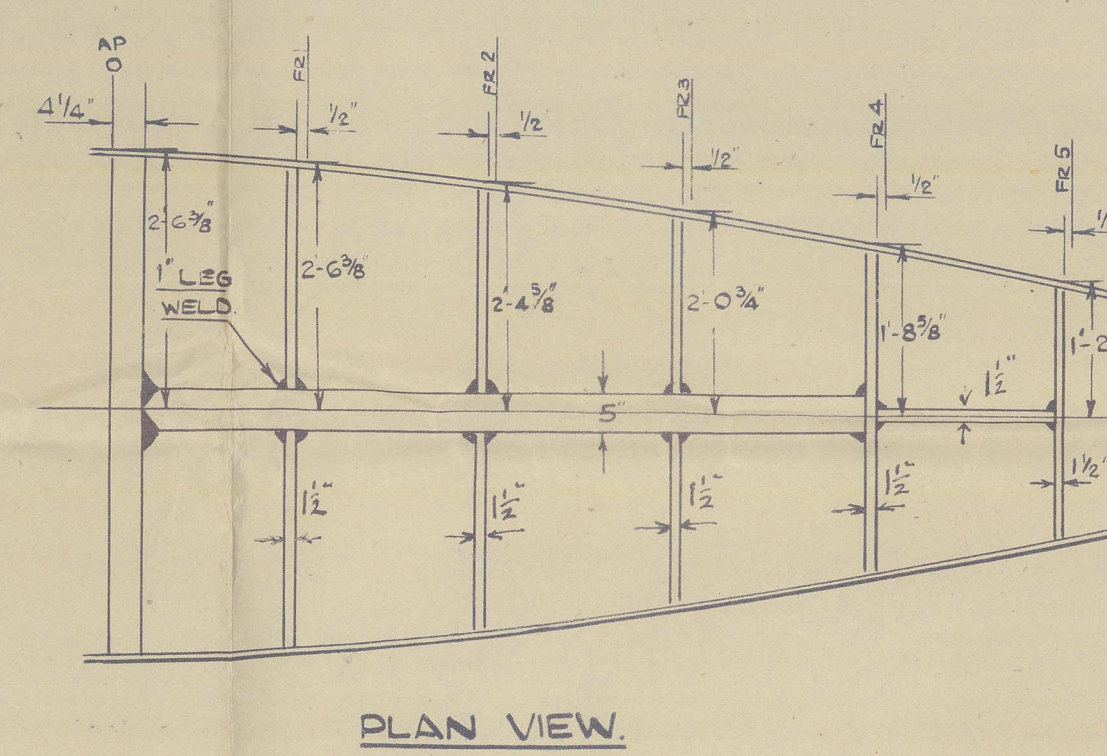 AP
0
FR
FR 2
FR 3
FR 4
FR 5
4 1/4"
1/2"
1/2
1/2"
1/2"
2'-6 3/8"
2-6 3/8"
2'-4 5/8"
2'-0 3/4"
1'-8 5/8"
1'-2
1" LEG
WELD.
5"
1 1/2"
1 1/2"
1 1/2"
1 1/2"
1 1/2"
1 1/2"
PLAN VIEW.